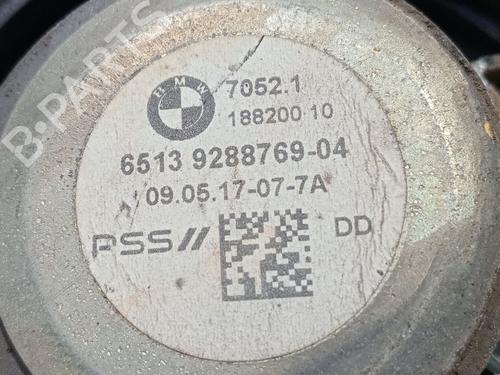 B-PARTS
BMW
7052.1
188200 10
6513 9288769-04
09.05.17-07-7A
PSS//
DD